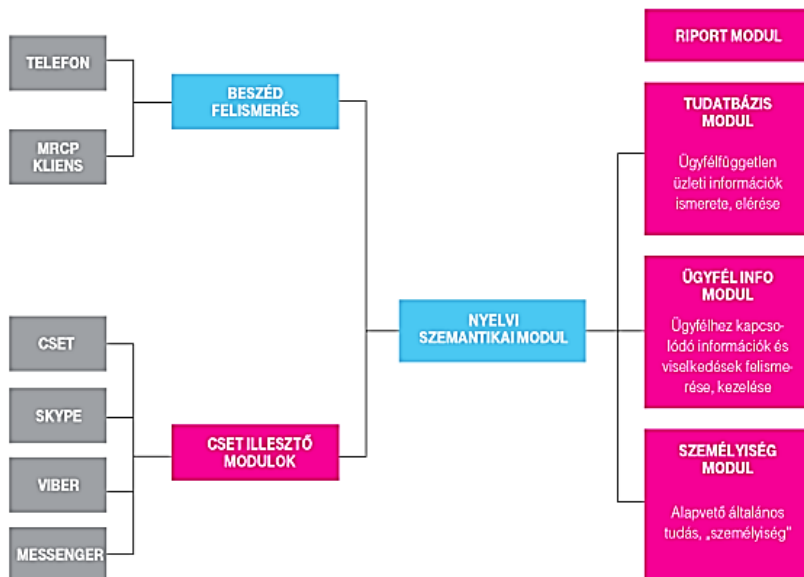 TELEFON
MRCP
KLIENS
BESZÉD
FELISMERÉS
CSET
SKYPE
VIBER
MESSENGER
CSET ILLESZTŐ
MODULOK
NYELVI
SZEMANTIKAI MODUL
RIPORT MODUL
TUDATBÁZIS
MODUL
Ügyfélfüggetlen
üzleti információk
ismerete, elérése
ÜGYFÉL INFO
MODUL
Ügyfélhez kapcso-
lódó információk és
viselkedések felisme-
rése, kezelése
SZEMÉLYISÉG
MODUL
Alapvető általános
tudás, „személyiség"